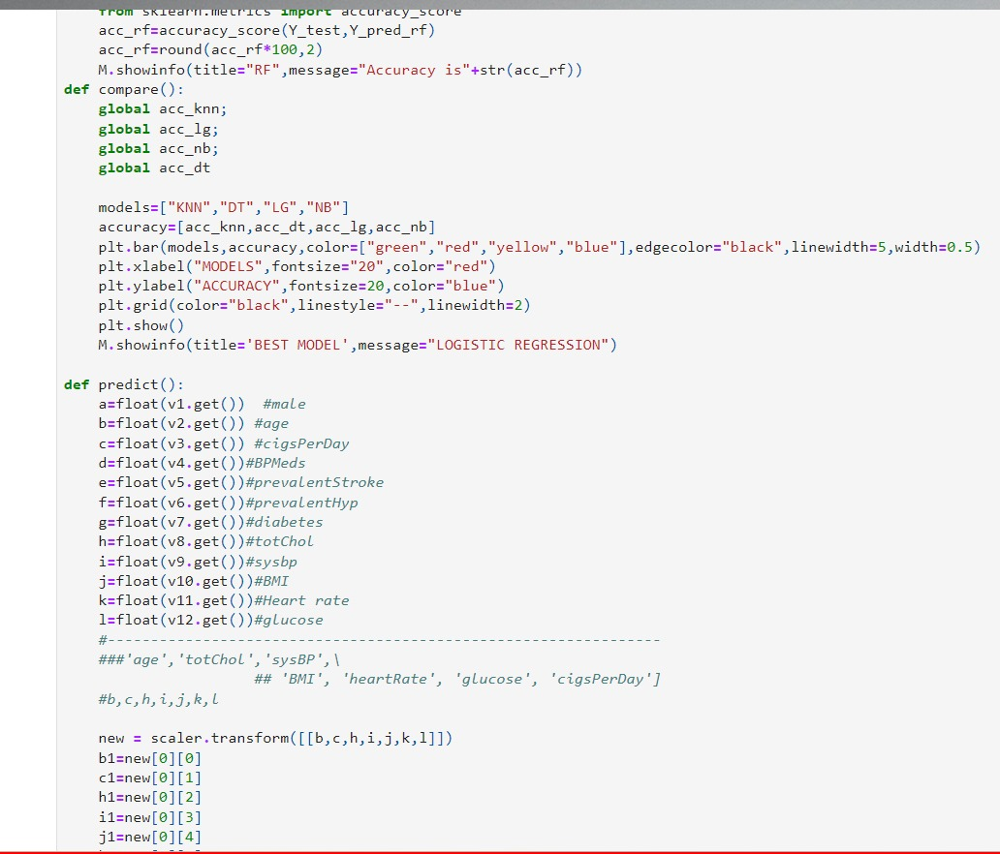 from sklearn.metrics import accuracy_score
acc_rf=accuracy_score(Y_test,Y_pred_rf)
acc_rf=round(acc_rf*100,2)
M.showinfo(title="RF",message="Accuracy is"+str(acc_rf))
def compare():
global acc_knn;
global acc_lg;
global acc_nb;
global acc_dt
models=["KNN","DT","LG","NB"]
accuracy=[acc_knn,acc_dt,acc_lg,acc_nb]
plt.bar(models,accuracy,color=["green","red","yellow","blue"],edgecolor="black",linewidth=5,width=0.5)
plt.xlabel("MODELS",fontsize="20",color="red")
plt.ylabel("ACCURACY",fontsize=20,color="blue")
plt.grid(color="black",linestyle="--",linewidth=2)
plt.show()
M.showinfo(title='BEST MODEL',message="LOGISTIC REGRESSION")
def predict():
a=float(v1.get())  #male
b=float(v2.get()) #age
c=float(v3.get()) #cigsPerDay
d=float(v4.get())#BPMeds
e=float(v5.get())#prevalentStroke
f=float(v6.get())#prevalentHyp
g=float(v7.get())#diabetes
h=float(v8.get())#totChol
i=float(v9.get())#sysbp
j=float(v10.get())#BMI
k=float(v11.get())#Heart rate
l=float(v12.get())#glucose
#----------------------------------------------------------------
###'age','totChol','sysBP',\
## 'BMI', 'heartRate', 'glucose', 'cigsPerDay']
#b,c,h,i,j,k,l
new = scaler.transform([[b,c,h,i,j,k,l]])
b1=new[0][0]
c1=new[0][1]
h1=new[0][2]
i1=new[0][3]
j1=new[0][4]